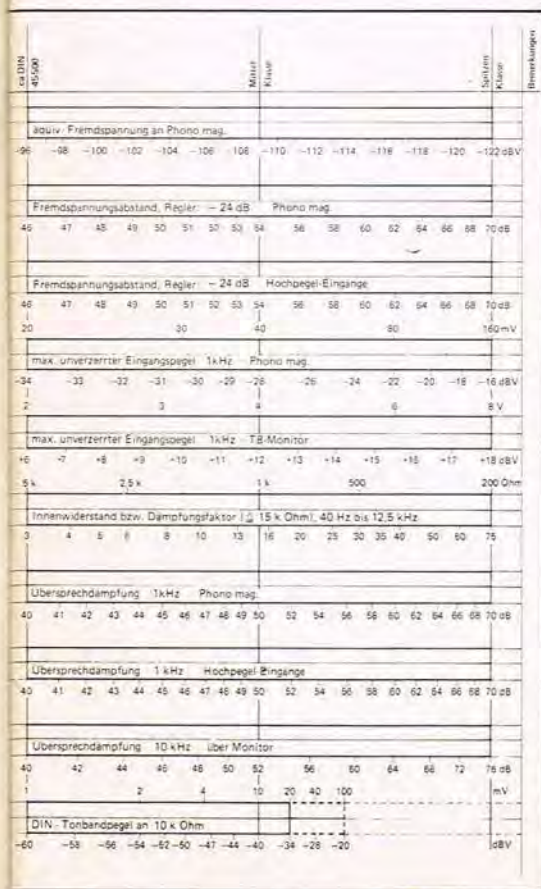 ca DIN 45500 Mittel Klasse Spitzen Klasse Bemerkungen
äquiv. Fremdspannung an Phono mag.
-96 -98 -100 -102 -104 -106 -108 -110 -112 -114 -116 -118 -120 -122 dBV
Fremdspannungsabstand, Regler: - 24 dB Phono mag.
46 47 48 49 50 51 52 53 54 56 58 60 62 64 66 68 70 dB
Fremdspannungsabstand, Regler: - 24 dB Hochpegel-Eingänge
46 47 48 49 50 51 52 53 54 56 58 60 62 64 66 68 70 dB
20 30 40 80 160 mV
max. unverzerrter Eingangspegel 1kHz Phono mag.
-34 -33 -32 -31 -30 -29 -28 -26 -24 -22 -20 -18 -16 dBV
2 3 4 6 8 V
max. unverzerrter Eingangspegel 1kHz - TB-Monitor
+6 +7 +8 +9 +10 +11 +12 +13 +14 +15 +16 +17 +18 dBV
5 k 2,5 k 1 k 500 200 Ohm
Innenwiderstand bzw. Dämpfungsfaktor (≙ 15 k Ohm), 40 Hz bis 12,5 kHz
3 4 5 6 8 10 13 16 20 25 30 35 40 50 60 75
Übersprechdämpfung 1kHz Phono mag.
40 41 42 43 44 45 46 47 48 49 50 52 54 56 58 60 62 64 66 68 70 dB
Übersprechdämpfung 1 kHz Hochpegel-Eingänge
40 41 42 43 44 45 46 47 48 49 50 52 54 56 58 60 62 64 66 68 70 dB
Übersprechdämpfung 10 kHz über Monitor
40 42 44 46 48 50 52 56 60 64 68 72 76 dB
1 2 4 10 20 40 100 mV
DIN - Tonbandpegel an 10 k Ohm
-60 -58 -56 -54 -52 -50 -47 -44 -40 -34 -28 -20 dBV